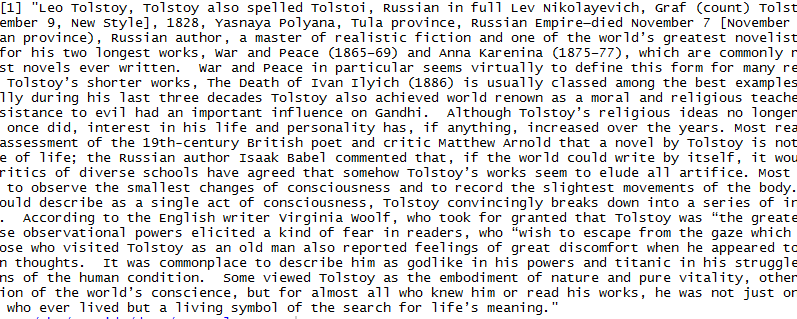 [1] "Leo Tolstoy, Tolstoy also spelled Tolstoi, Russian in full Lev Nikolayevich, Graf (count) Tolst
ember 9, New Style], 1828, Yasnaya Polyana, Tula province, Russian Empire—died November 7 [November
an province), Russian author, a master of realistic fiction and one of the world's greatest novelist
for his two longest works, War and Peace (1865–69) and Anna Karenina (1875–77), which are commonly r
st novels ever written.  War and Peace in particular seems virtually to define this form for many re
 Tolstoy's shorter works, The Death of Ivan Ilyich (1886) is usually classed among the best examples
lly during his last three decades Tolstoy also achieved world renown as a moral and religious teache
sistance to evil had an important influence on Gandhi.  Although Tolstoy's religious ideas no longer
 once did, interest in his life and personality has, if anything, increased over the years. Most rea
assessment of the 19th-century British poet and critic Matthew Arnold that a novel by Tolstoy is not
e of life; the Russian author Isaak Babel commented that, if the world could write by itself, it wou
ritics of diverse schools have agreed that somehow Tolstoy's works seem to elude all artifice. Most
 to observe the smallest changes of consciousness and to record the slightest movements of the body.
ould describe as a single act of consciousness, Tolstoy convincingly breaks down into a series of in
.  According to the English writer Virginia Woolf, who took for granted that Tolstoy was "the greate
se observational powers elicited a kind of fear in readers, who "wish to escape from the gaze which
ose who visited Tolstoy as an old man also reported feelings of great discomfort when he appeared to
n thoughts.  It was commonplace to describe him as godlike in his powers and titanic in his struggle
ns of the human condition.  Some viewed Tolstoy as the embodiment of nature and pure vitality, other
ion of the world's conscience, but for almost all who knew him or read his works, he was not just on
 who ever lived but a living symbol of the search for life's meaning."